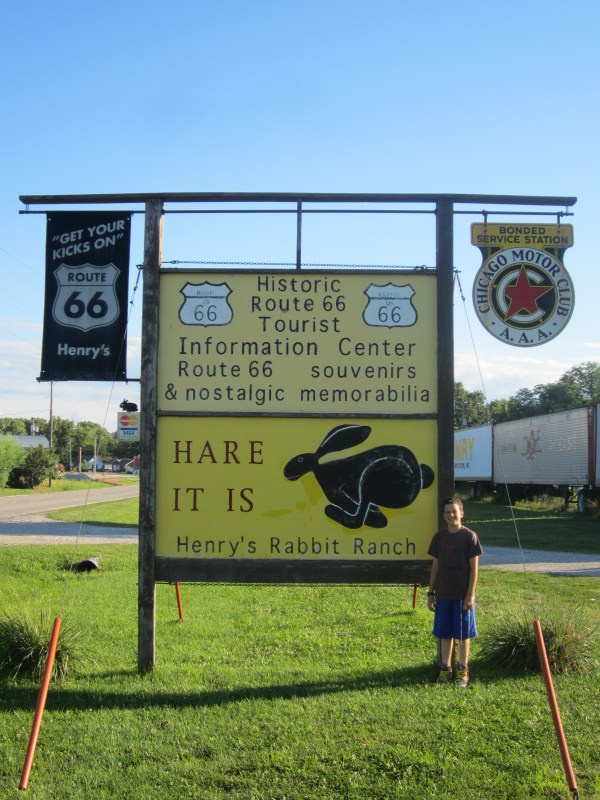 "GET YOUR
KICKS ON"
ROUTE
66
Henry's
Historic
Route 66
Tourist
Information Center
Route 66 souvenirs
& nostalgic memorabilia
66
66
HARE
IT IS
Henry's Rabbit Ranch
BONDED
SERVICE STATION
CHICAGO MOTOR CLUB
A.A.A.
VISA